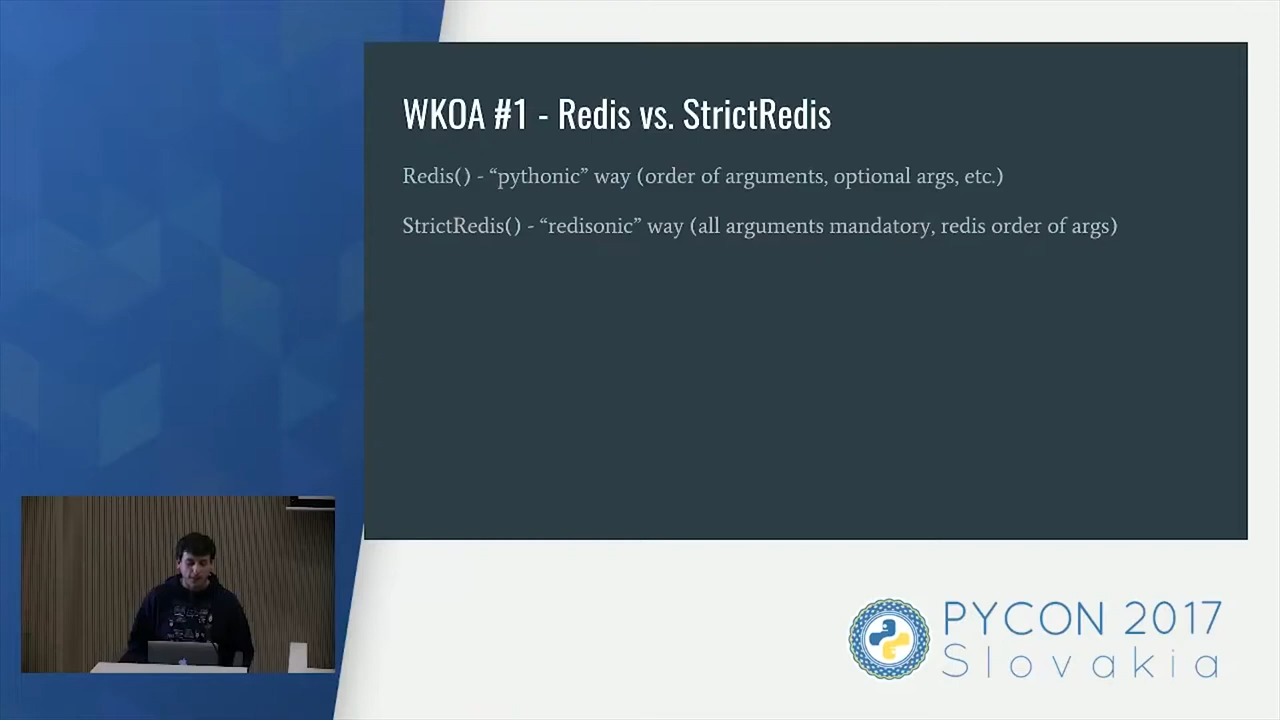 WKOA #1 - Redis vs. StrictRedis
Redis() - “pythonic” way (order of arguments, optional args, etc.)
StrictRedis() - “redisonic” way (all arguments mandatory, redis order of args)
PYCON 2017
Slovakia